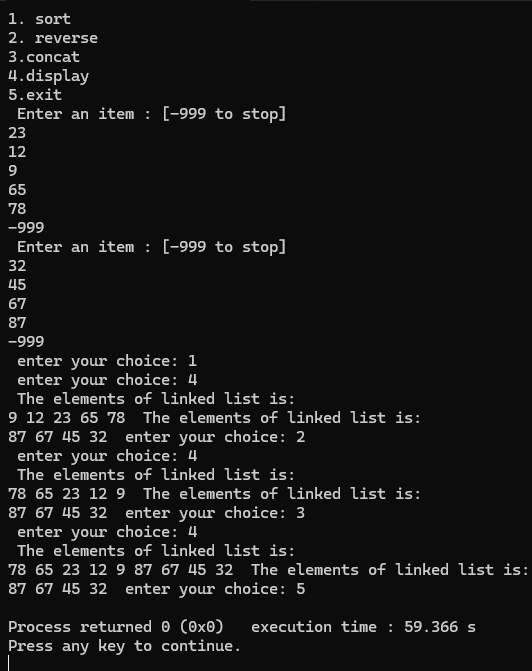 1. sort
2. reverse
3.concat
4.display
5.exit
 Enter an item : [-999 to stop]
23
12
9
65
78
-999
 Enter an item : [-999 to stop]
32
45
67
87
-999
 enter your choice: 1
 enter your choice: 4
 The elements of linked list is:
9 12 23 65 78  The elements of linked list is:
87 67 45 32  enter your choice: 2
 enter your choice: 4
 The elements of linked list is:
78 65 23 12 9  The elements of linked list is:
87 67 45 32  enter your choice: 3
 enter your choice: 4
 The elements of linked list is:
78 65 23 12 9 87 67 45 32  The elements of linked list is:
87 67 45 32  enter your choice: 5

Process returned 0 (0x0)   execution time : 59.366 s
Press any key to continue.